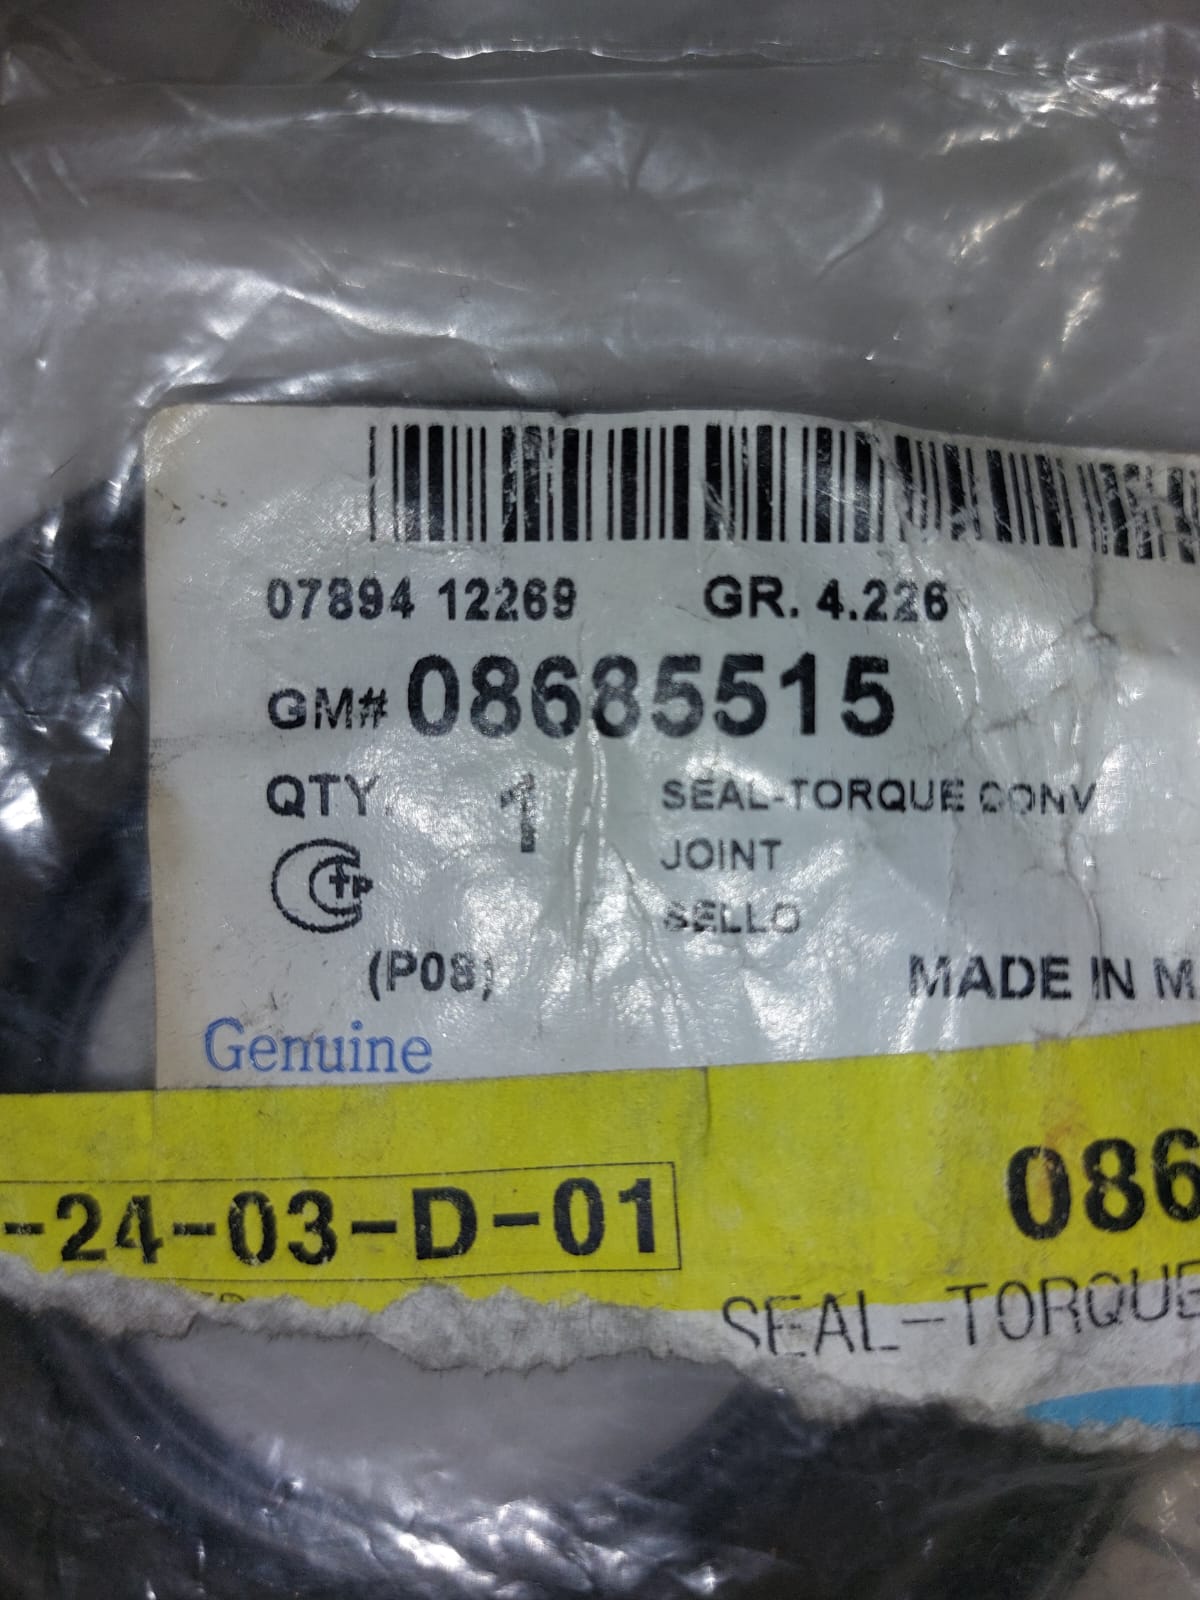 07894 12269 GR. 4.226
GM# 08685515
QTY. 1 SEAL-TORQUE CONV
JOINT
SELLO
(P08)
MADE IN M
Genuine
-24-03-D-01
086
SEAL-TORQUE